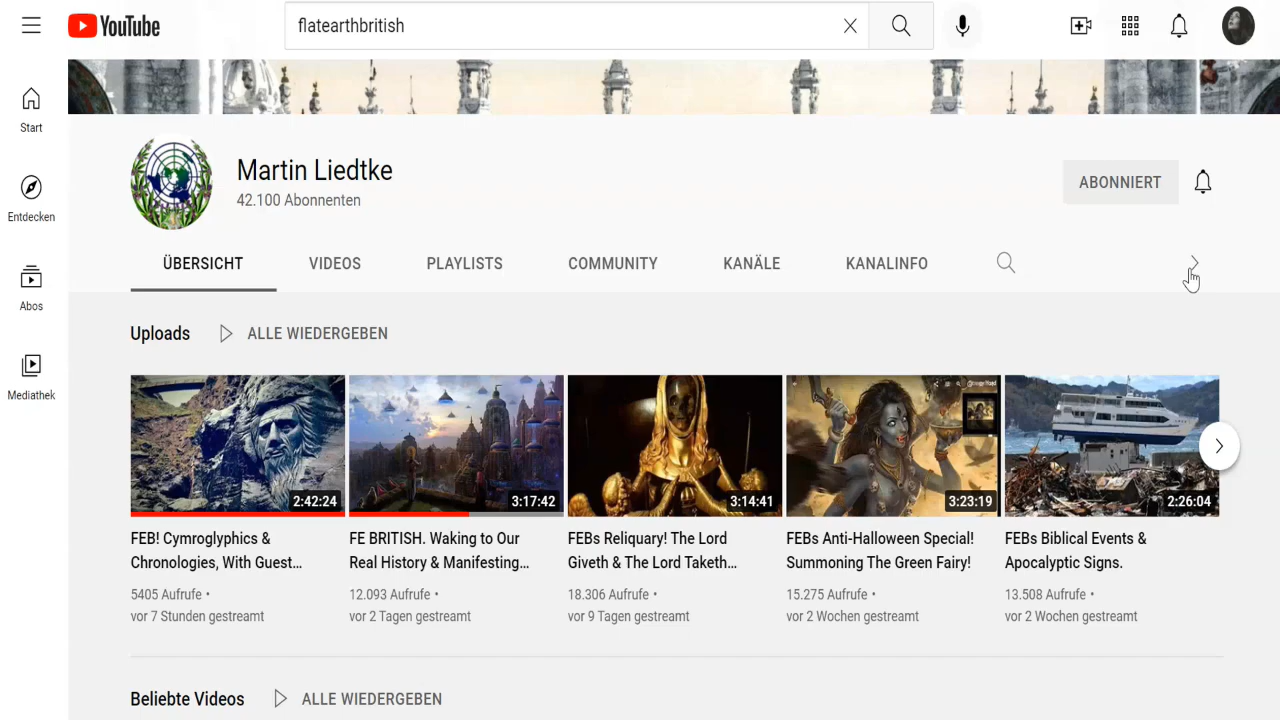 YouTube
flatearthbritish
Start
Entdecken
Abos
Mediathek
Martin Liedtke
42.100 Abonnenten
ABONNIERT
ÜBERSICHT VIDEOS PLAYLISTS COMMUNITY KANÄLE KANALINFO
Uploads ALLE WIEDERGEBEN
2:42:24
FEB! Cymroglyphics &
Chronologies, With Guest...
5405 Aufrufe •
vor 7 Stunden gestreamt
3:17:42
FE BRITISH. Waking to Our
Real History & Manifesting...
12.093 Aufrufe •
vor 2 Tagen gestreamt
3:14:41
FEBs Reliquary! The Lord
Giveth & The Lord Taketh...
18.306 Aufrufe •
vor 9 Tagen gestreamt
3:23:19
FEBs Anti-Halloween Special!
Summoning The Green Fairy!
15.275 Aufrufe •
vor 2 Wochen gestreamt
2:26:04
FEBs Biblical Events &
Apocalyptic Signs.
13.508 Aufrufe •
vor 2 Wochen gestreamt
Beliebte Videos ALLE WIEDERGEBEN